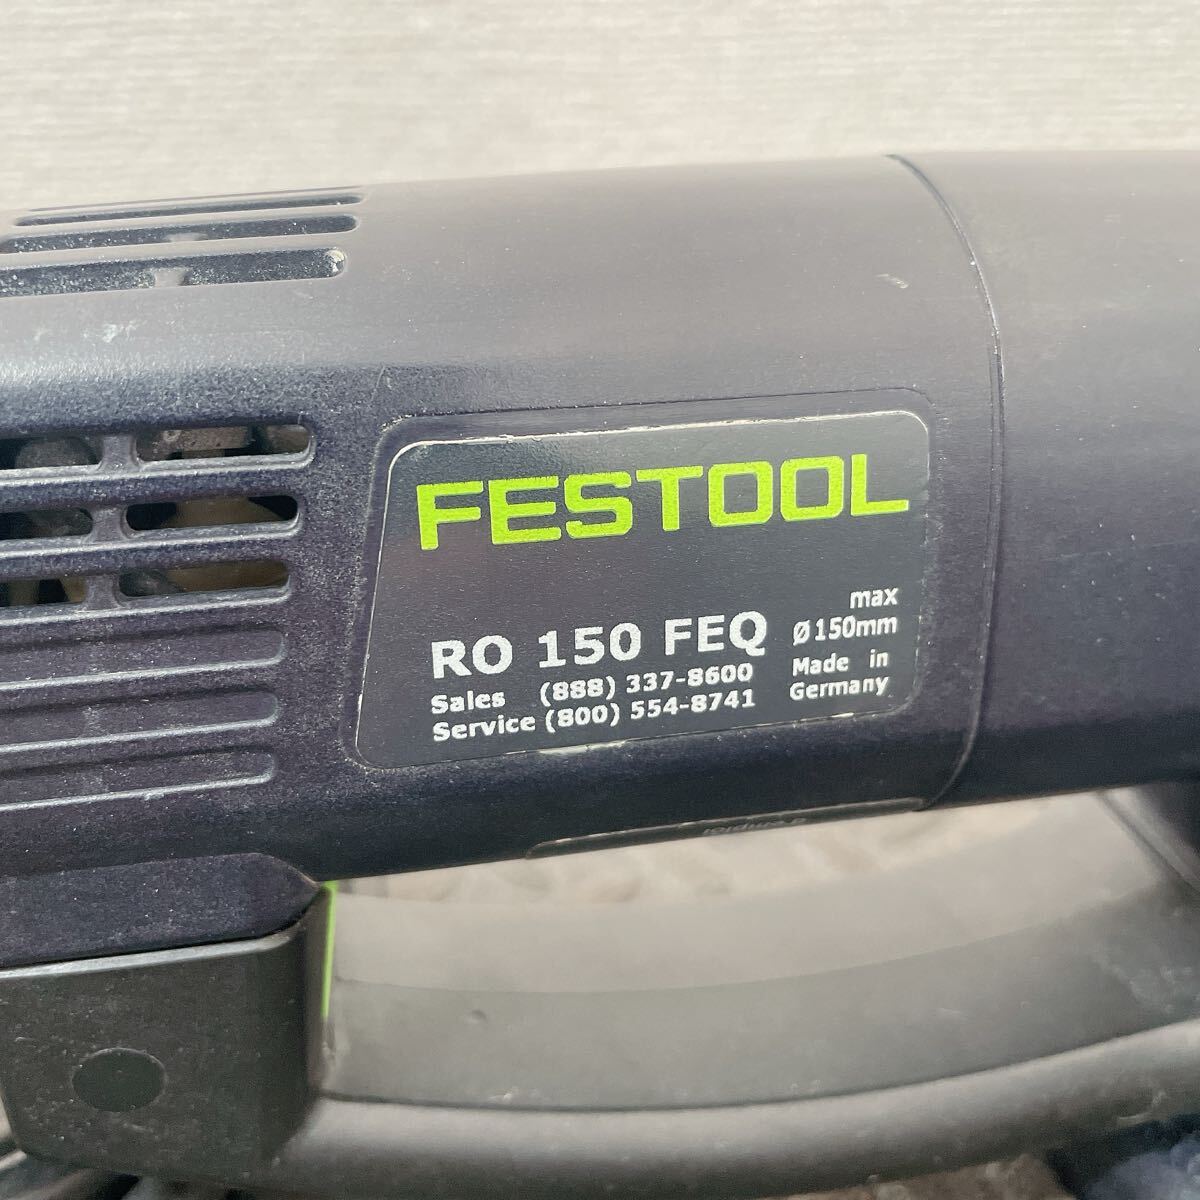 FESTOOL
RO 150 FEQ
Sales (888) 337-8600
Service (800) 554-8741
max
Ø150mm
Made in
Germany